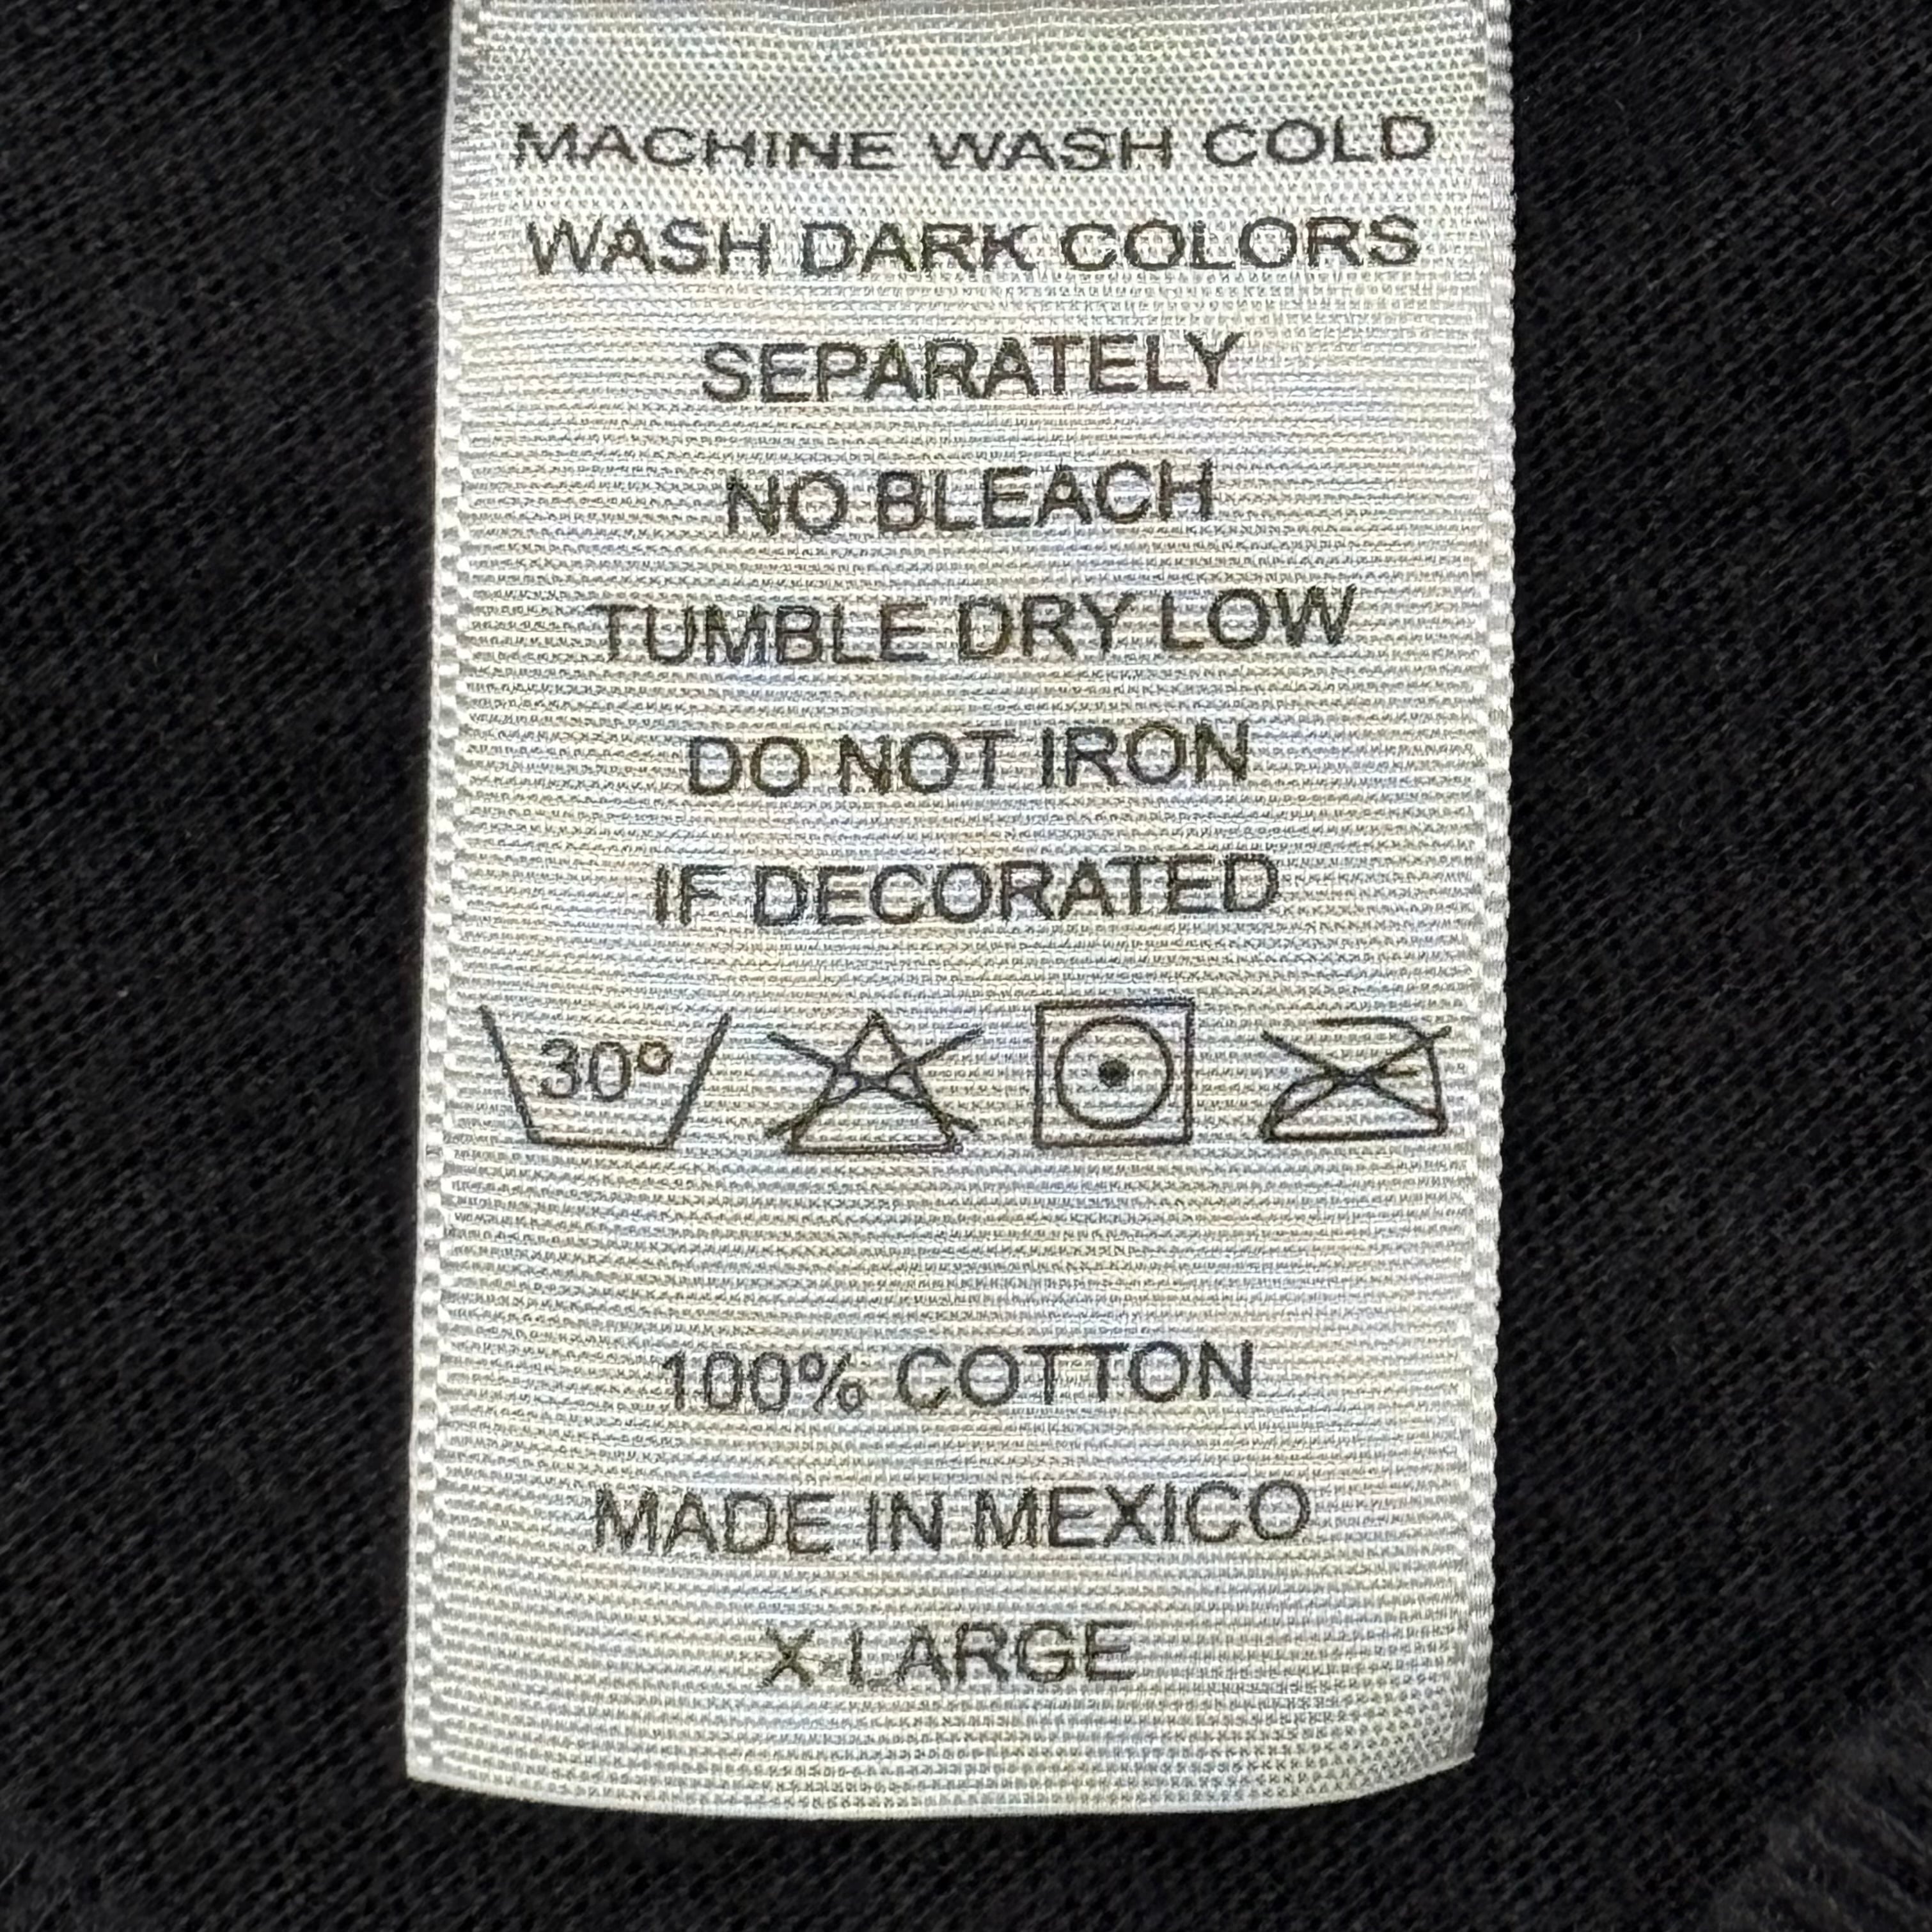 MACHINE WASH COLD
WASH DARK COLORS
SEPARATELY
NO BLEACH
TUMBLE DRY LOW
DO NOT IRON
IF DECORATED
30º
100% COTTON
MADE IN MEXICO
X-LARGE